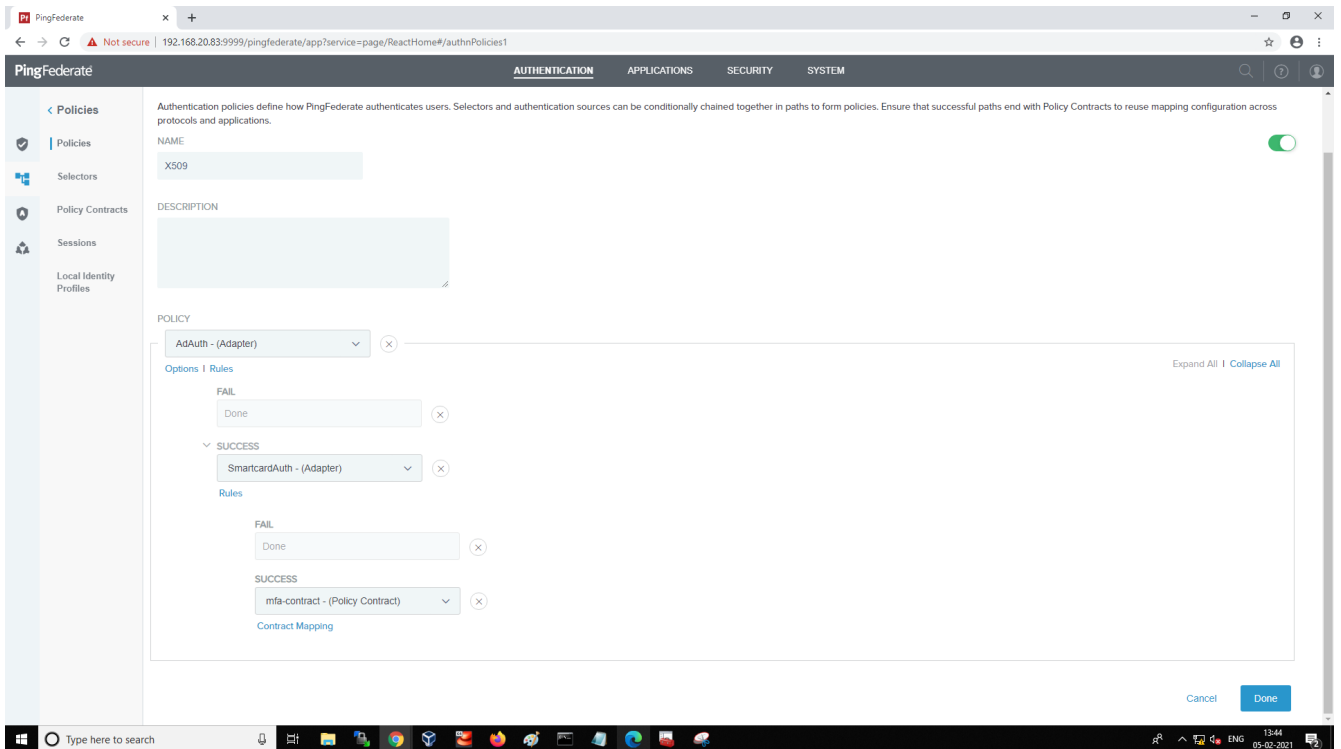 Pr PingFederate
Not secure | 192.168.20.83:9999/pingfederate/app?service=page/ReactHome#/authnPolicies1
PingFederate AUTHENTICATION APPLICATIONS SECURITY SYSTEM
Policies
Policies
Selectors
Policy Contracts
Sessions
Local Identity
Profiles
Authentication policies define how PingFederate authenticates users. Selectors and authentication sources can be conditionally chained together in paths to form policies. Ensure that successful paths end with Policy Contracts to reuse mapping configuration across
protocols and applications.
NAME
X509
DESCRIPTION
POLICY
AdAuth - (Adapter)
Options | Rules
Expand All | Collapse All
FAIL
Done
SUCCESS
SmartcardAuth - (Adapter)
Rules
FAIL
Done
SUCCESS
mfa-contract - (Policy Contract)
Contract Mapping
Cancel Done
Type here to search
ENG
13:44
05-02-2021
2